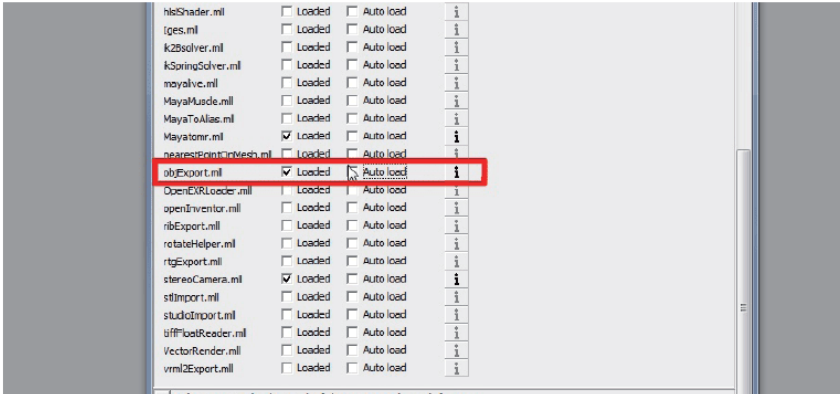 hlslShader.mll Loaded Auto load i
iges.mll Loaded Auto load i
ik2Bsolver.mll Loaded Auto load i
ikSpringSolver.mll Loaded Auto load i
mayalive.mll Loaded Auto load i
MayaMuscle.mll Loaded Auto load i
MayaToAlias.mll Loaded Auto load i
Mayatomr.mll Loaded Auto load i
nearestPointOnMesh.mll Loaded Auto load i
objExport.mll Loaded Auto load i
OpenEXRLoader.mll Loaded Auto load i
openInventor.mll Loaded Auto load i
ribExport.mll Loaded Auto load i
rotateHelper.mll Loaded Auto load i
rtgExport.mll Loaded Auto load i
stereoCamera.mll Loaded Auto load i
stlImport.mll Loaded Auto load i
studioImport.mll Loaded Auto load i
tiffFloatReader.mll Loaded Auto load i
VectorRender.mll Loaded Auto load i
vrml2Export.mll Loaded Auto load i